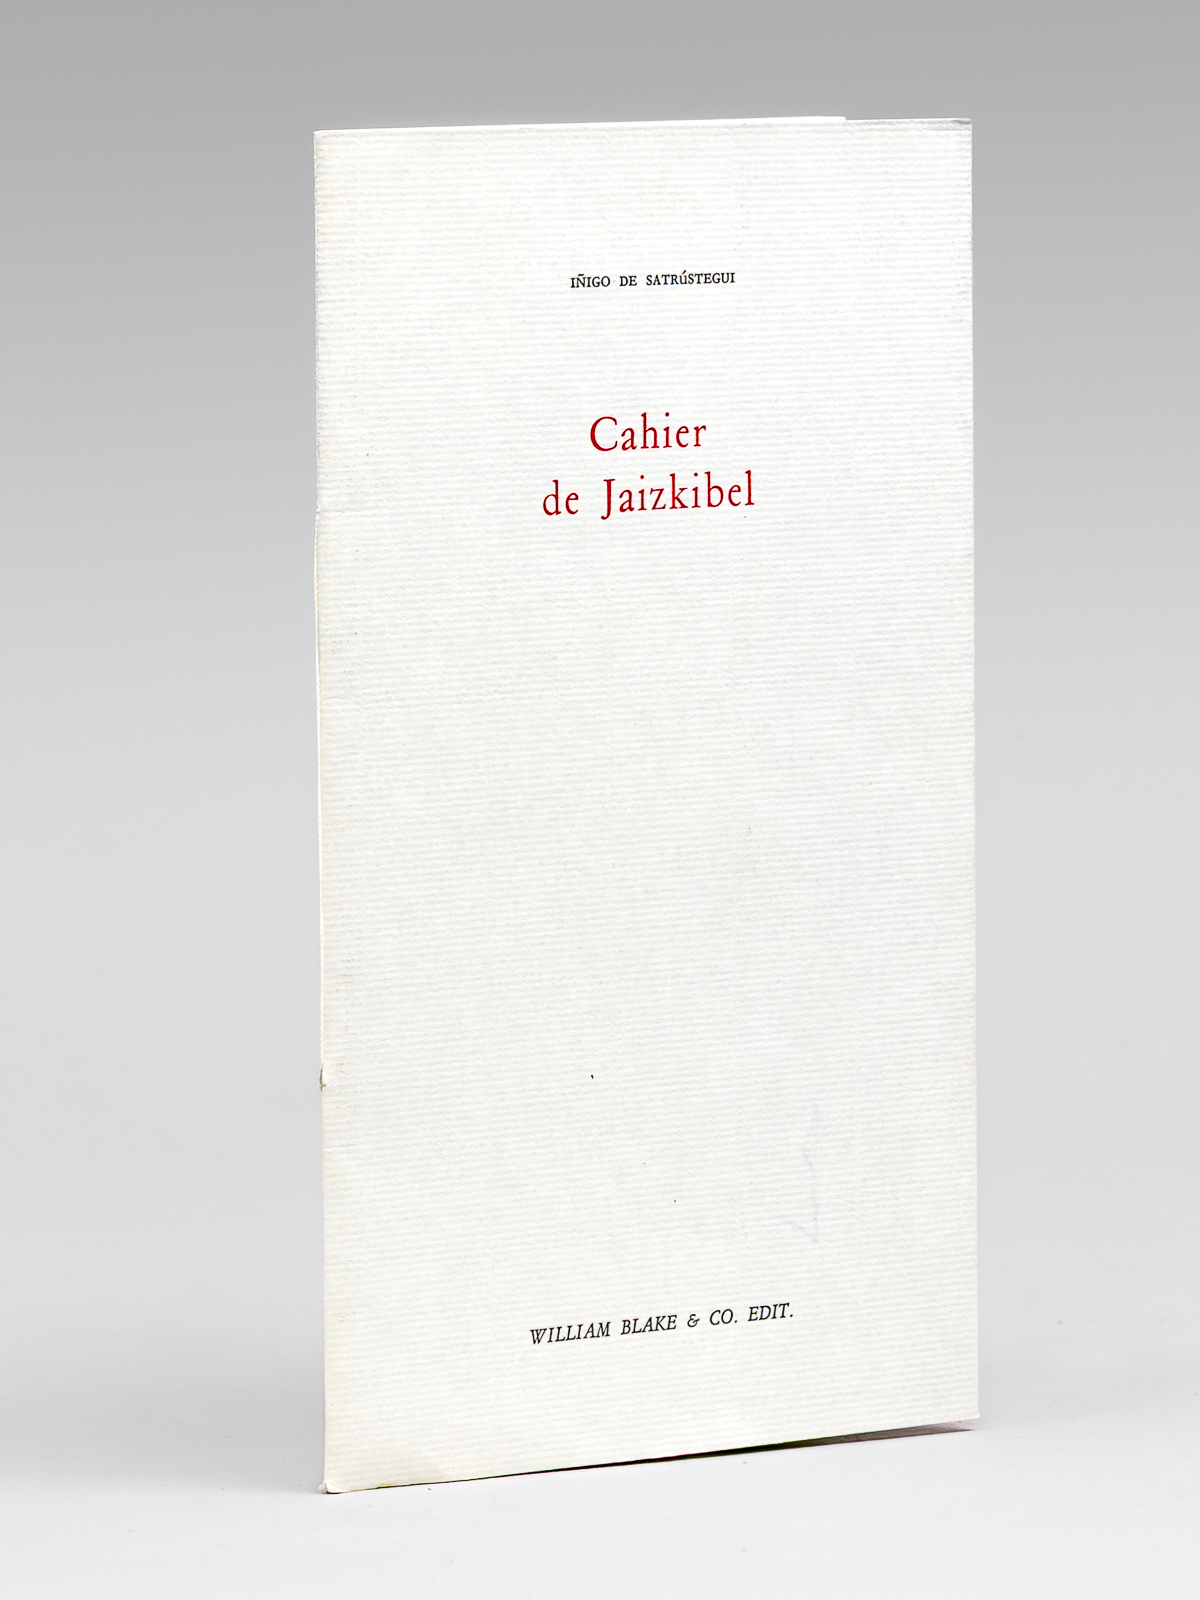 IÑIGO DE SATRúSTEGUI
Cahier
de Jaizkibel
WILLIAM BLAKE & CO. EDIT.